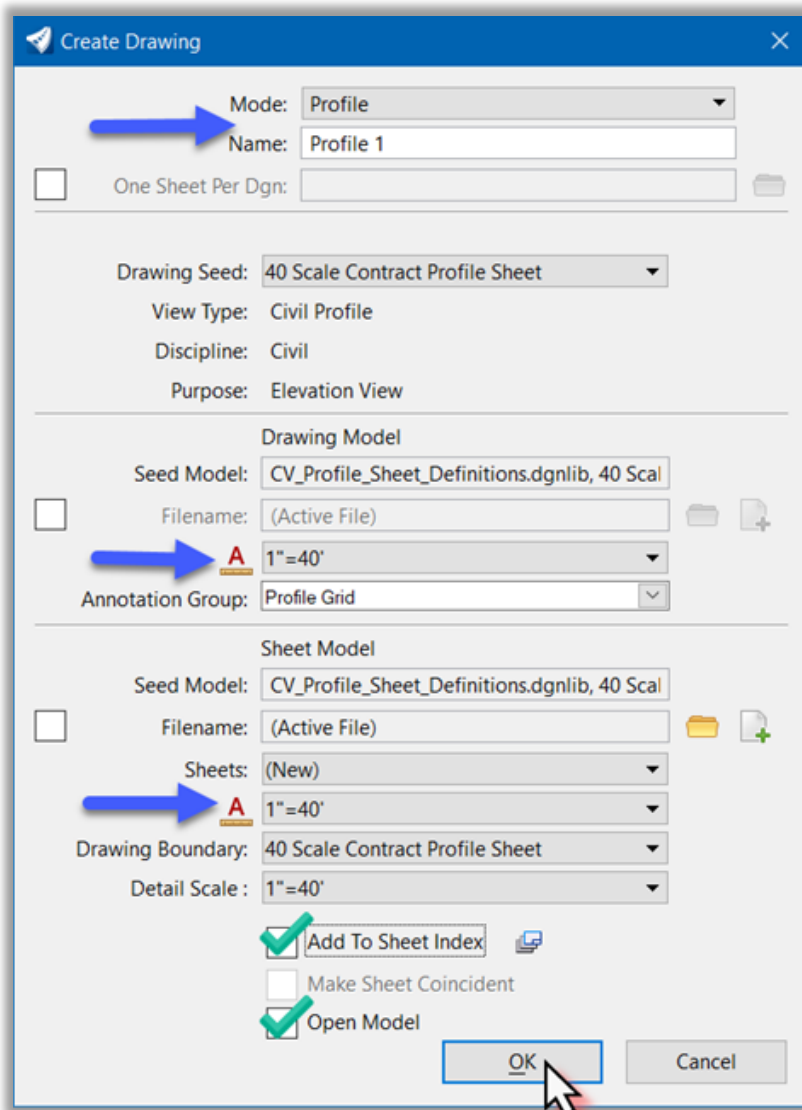 Create Drawing
Mode: Profile
Name: Profile 1
One Sheet Per Dgn:
Drawing Seed: 40 Scale Contract Profile Sheet
View Type: Civil Profile
Discipline: Civil
Purpose: Elevation View
Drawing Model
Seed Model: CV_Profile_Sheet_Definitions.dgnlib, 40 Scal
Filename: (Active File)
A 1"=40'
Annotation Group: Profile Grid
Sheet Model
Seed Model: CV_Profile_Sheet_Definitions.dgnlib, 40 Scal
Filename: (Active File)
Sheets: (New)
A 1"=40'
Drawing Boundary: 40 Scale Contract Profile Sheet
Detail Scale : 1"=40'
Add To Sheet Index
Make Sheet Coincident
Open Model
OK Cancel